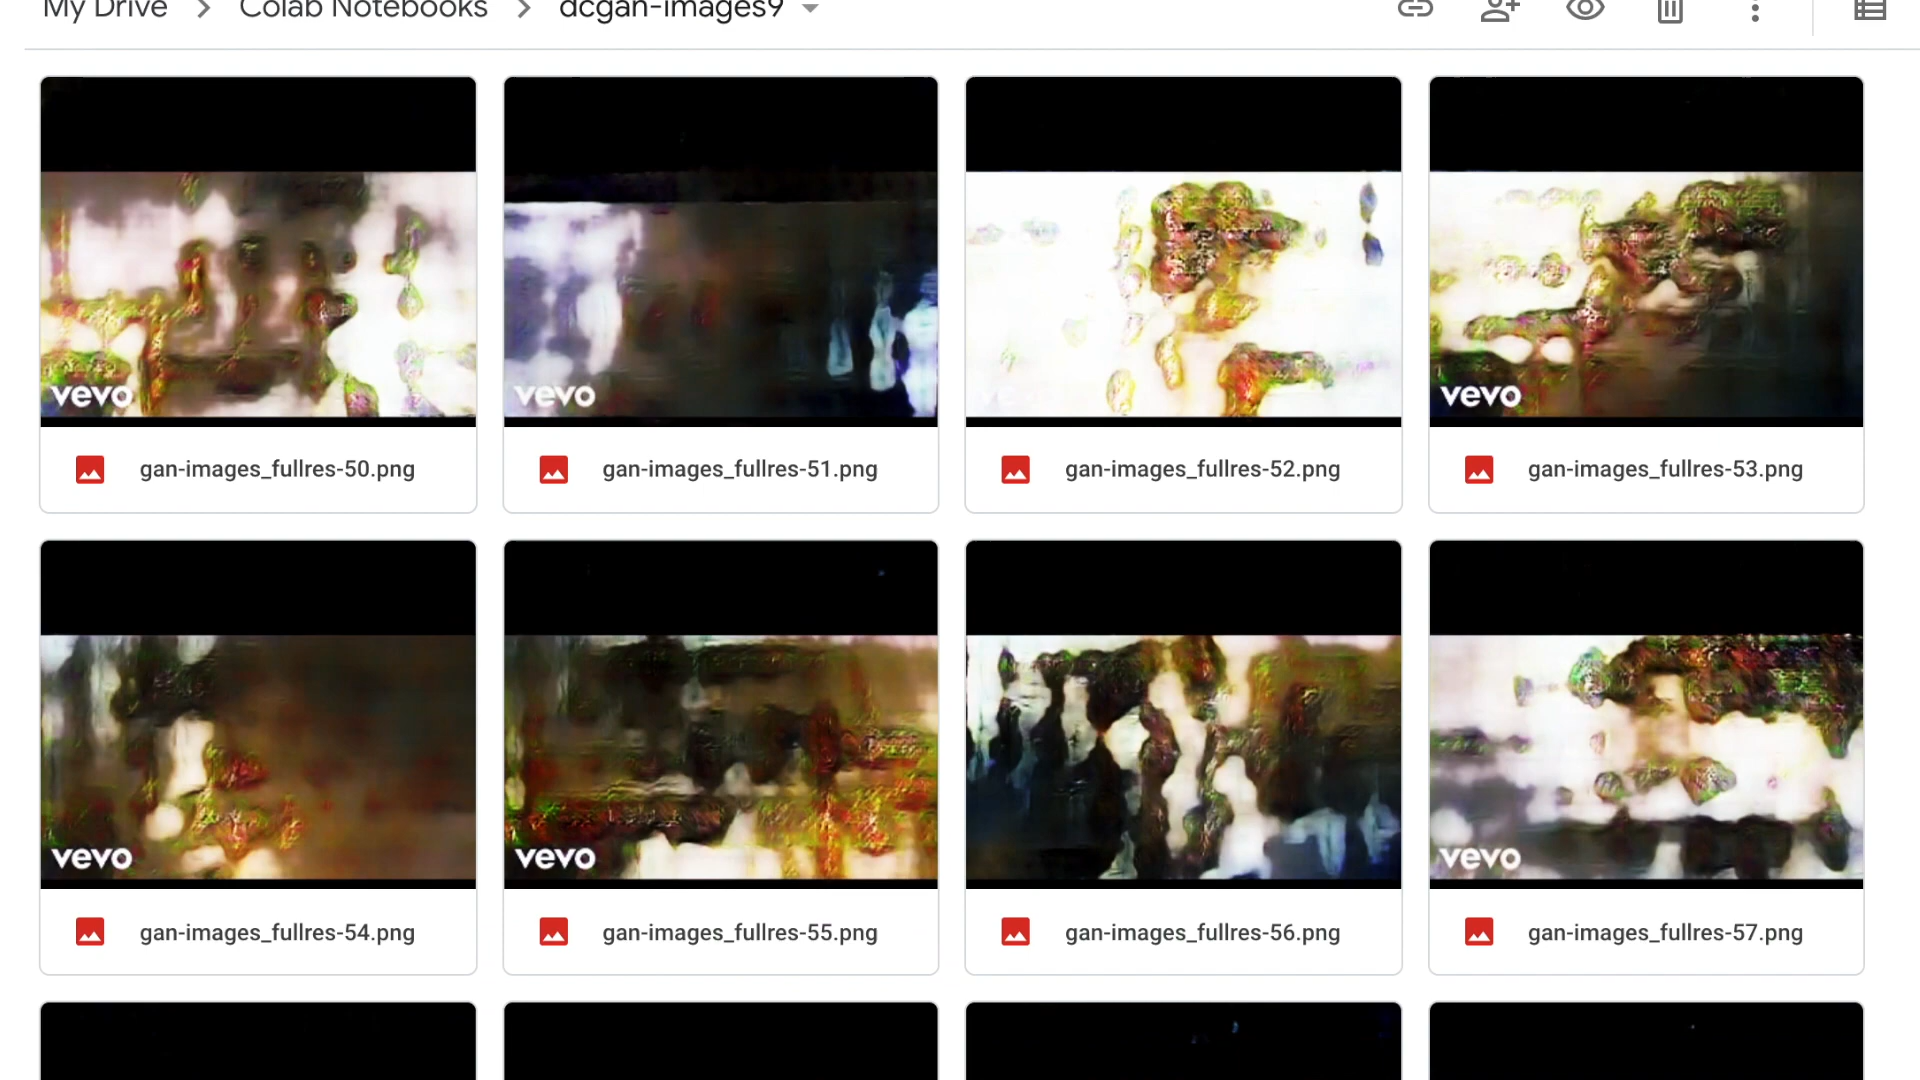 My Drive > Colab Notebooks > dcgan-images9
vevo
vevo
vevo
gan-images_fullres-50.png
gan-images_fullres-51.png
gan-images_fullres-52.png
gan-images_fullres-53.png
vevo
vevo
vevo
gan-images_fullres-54.png
gan-images_fullres-55.png
gan-images_fullres-56.png
gan-images_fullres-57.png